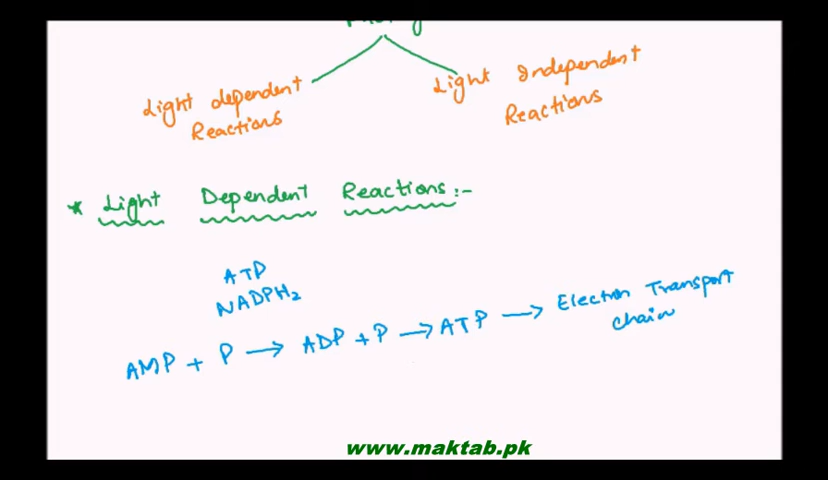 Light dependent
Reactions
Light Independent
Reactions
* Light Dependent Reactions :-
ATP
NADPH2
AMP + P → ADP + P → ATP → Electron Transport
chain
www.maktab.pk